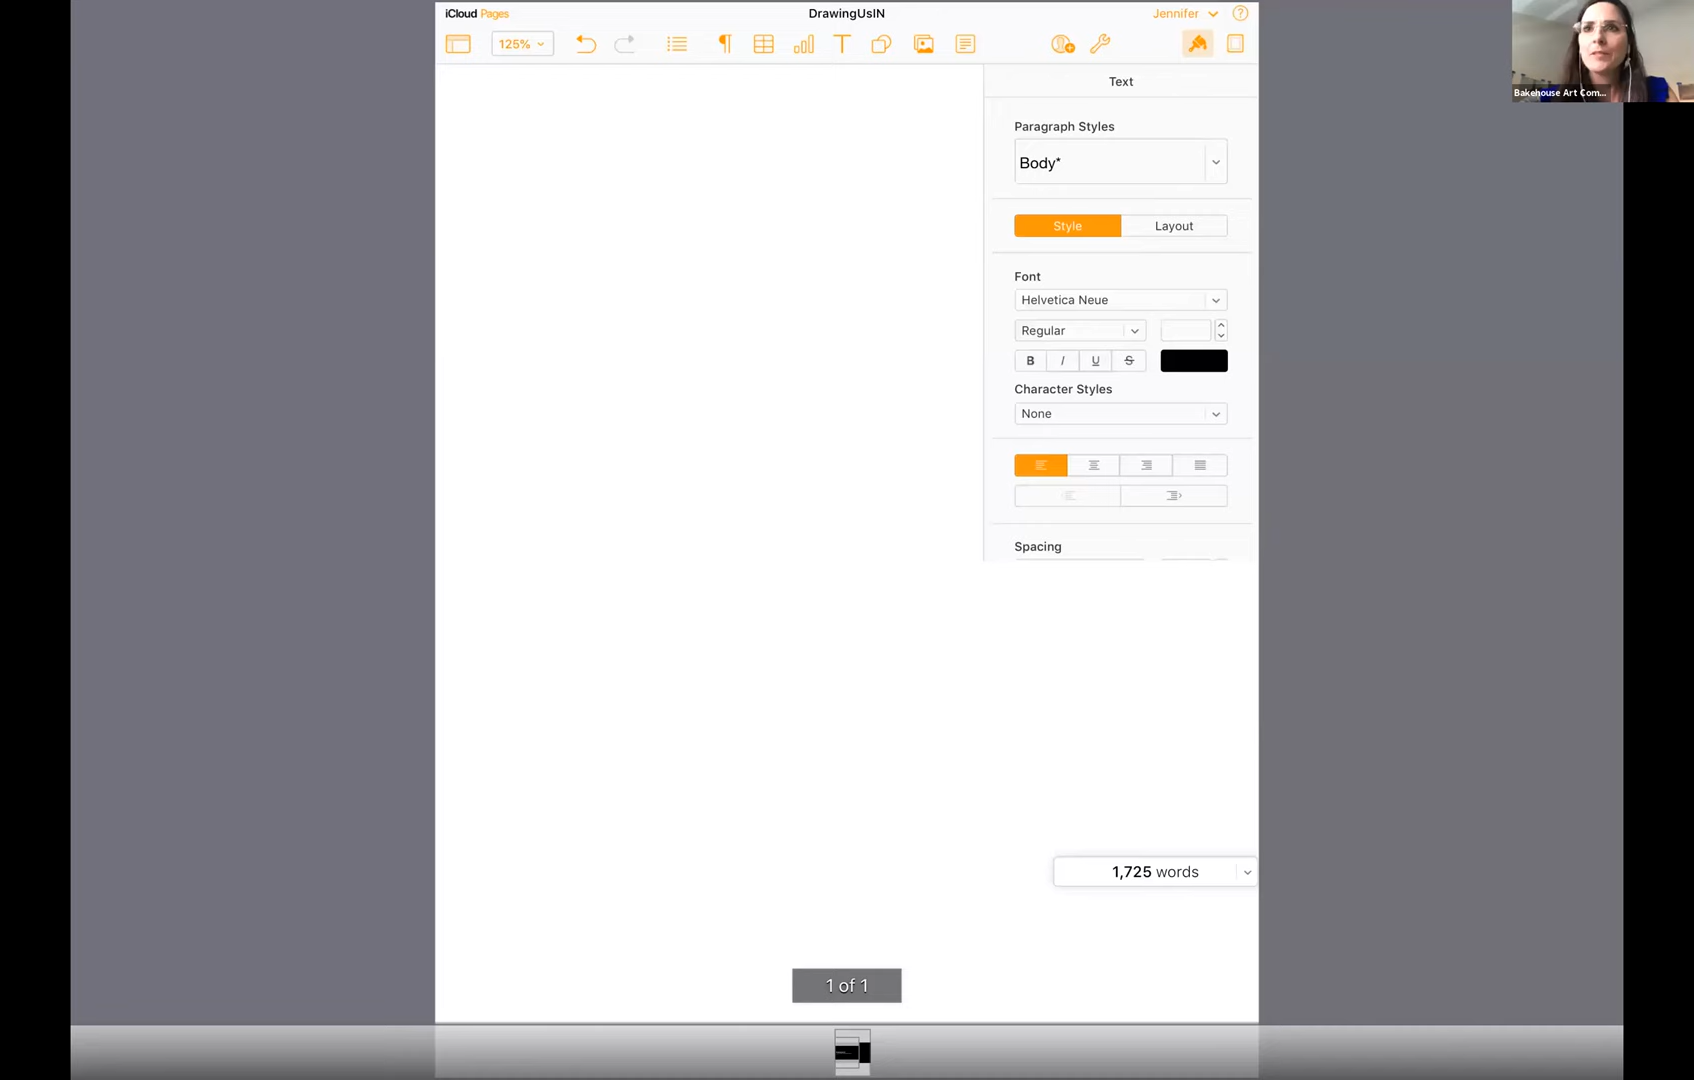 iCloud Pages
DrawingUsIN
Jennifer
125%
Text
Paragraph Styles
Body*
Style
Layout
Font
Helvetica Neue
Regular
B I U S
Character Styles
None
Spacing
1,725 words
1 of 1
Bakehouse Art Com...